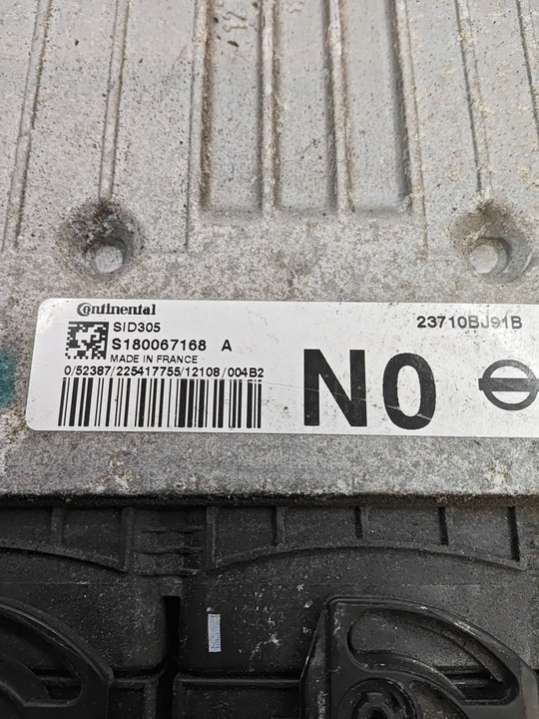 Continental
SID305
23710BJ91B
S180067168 A
MADE IN FRANCE
0/52387/225417755/12108/004B2
N0